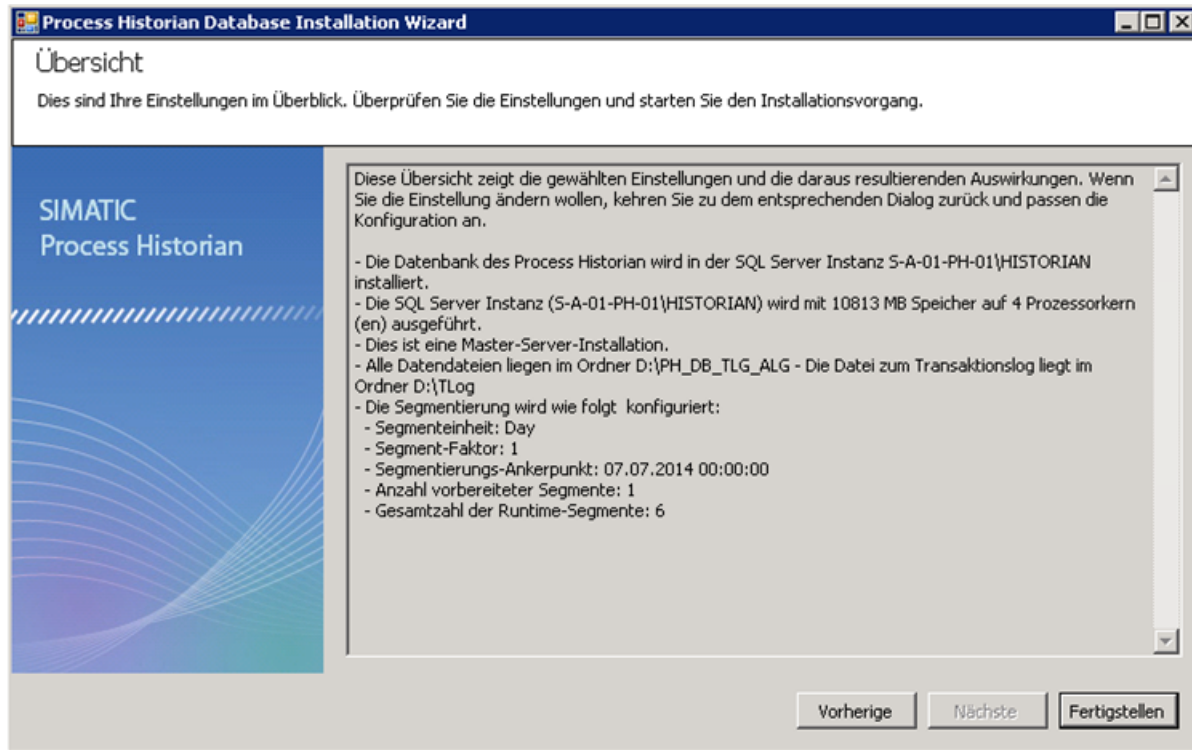 Process Historian Database Installation Wizard
Übersicht
Dies sind Ihre Einstellungen im Überblick. Überprüfen Sie die Einstellungen und starten Sie den Installationsvorgang.
SIMATIC
Process Historian
Diese Übersicht zeigt die gewählten Einstellungen und die daraus resultierenden Auswirkungen. Wenn
Sie die Einstellung ändern wollen, kehren Sie zu dem entsprechenden Dialog zurück und passen die
Konfiguration an.
- Die Datenbank des Process Historian wird in der SQL Server Instanz S-A-01-PH-01\HISTORIAN
installiert.
- Die SQL Server Instanz (S-A-01-PH-01\HISTORIAN) wird mit 10813 MB Speicher auf 4 Prozessorkern
(en) ausgeführt.
- Dies ist eine Master-Server-Installation.
- Alle Datendateien liegen im Ordner D:\PH_DB_TLG_ALG - Die Datei zum Transaktionslog liegt im
Ordner D:\TLog
- Die Segmentierung wird wie folgt  konfiguriert:
- Segmenteinheit: Day
- Segment-Faktor: 1
- Segmentierungs-Ankerpunkt: 07.07.2014 00:00:00
- Anzahl vorbereiteter Segmente: 1
- Gesamtzahl der Runtime-Segmente: 6
Vorherige
Nächste
Fertigstellen